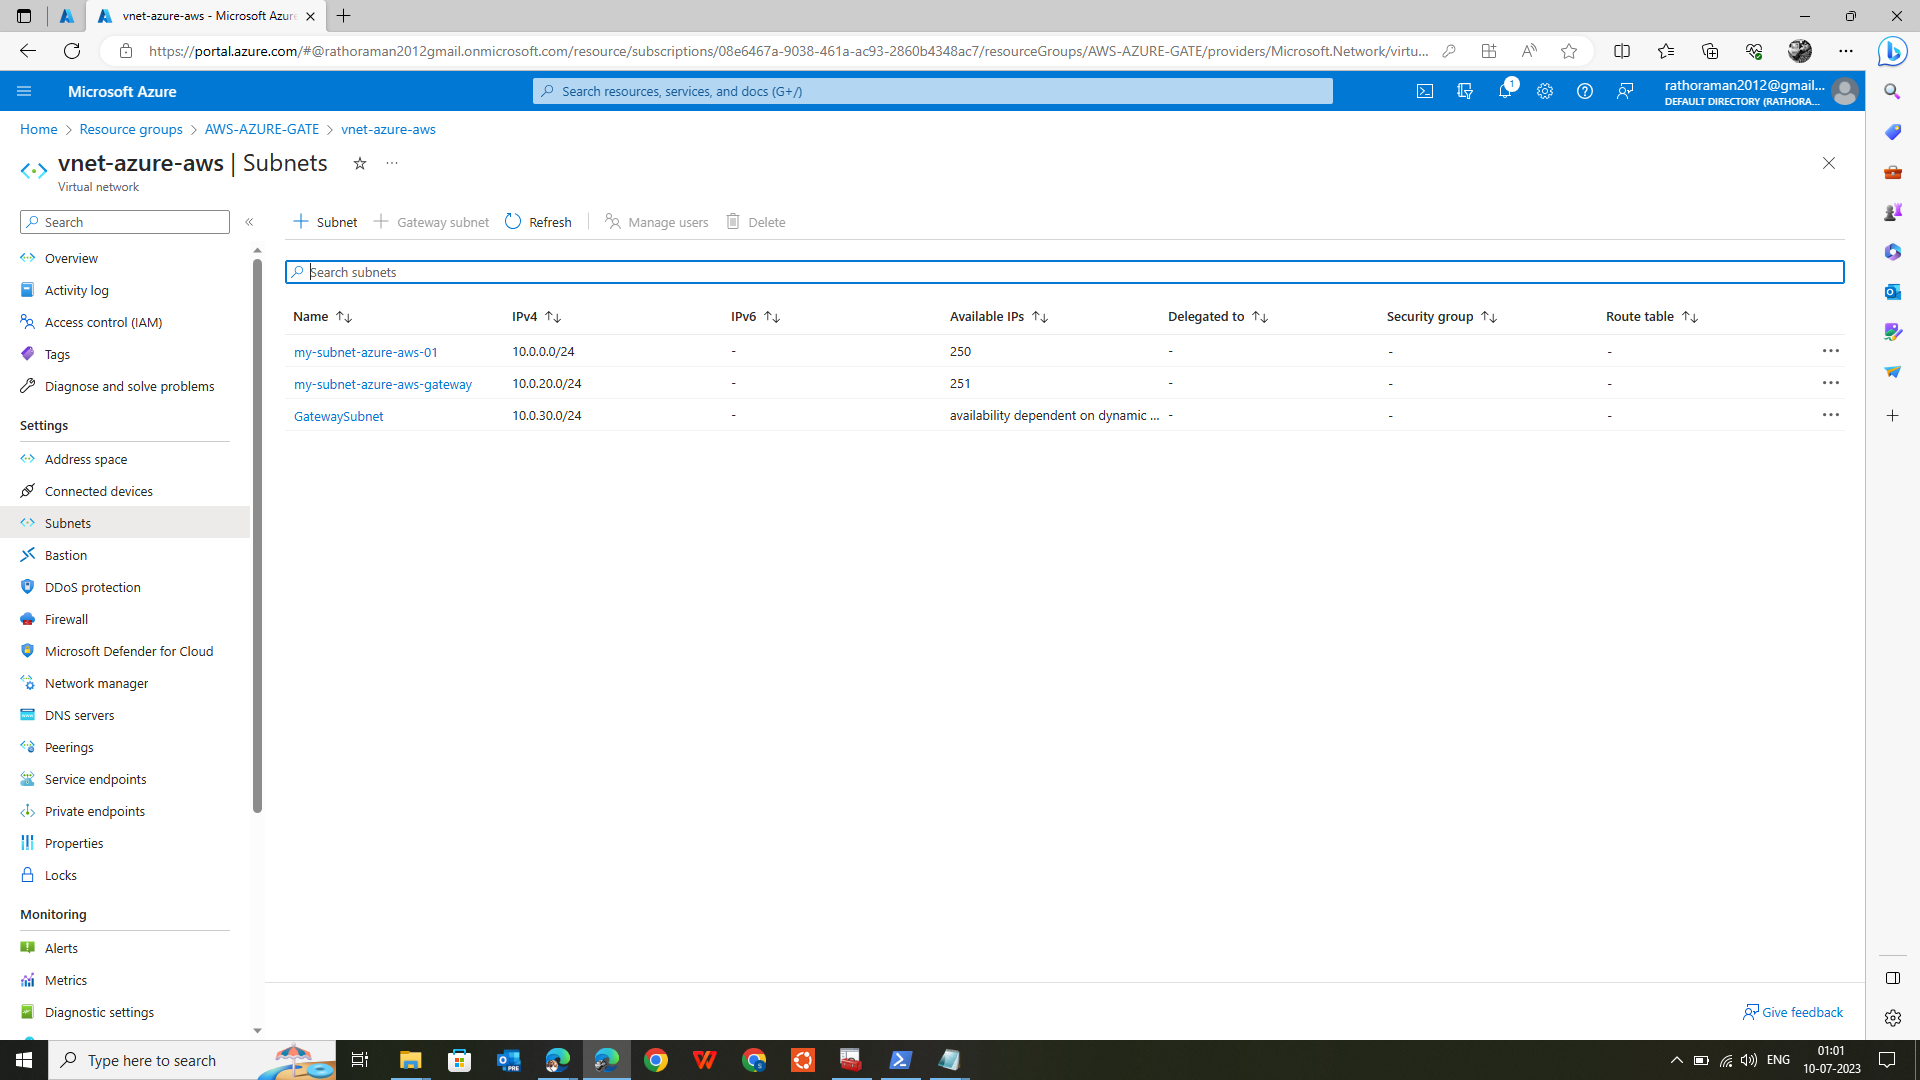 vnet-azure-aws - Microsoft Azure
https://portal.azure.com/#@rathoraman2012gmail.onmicrosoft.com/resource/subscriptions/08e6467a-9038-461a-ac93-2860b4348ac7/resourceGroups/AWS-AZURE-GATE/providers/Microsoft.Network/virtu...
Microsoft Azure
Search resources, services, and docs (G+/)
1
rathoraman2012@gmail...
DEFAULT DIRECTORY (RATHORA...
Home > Resource groups > AWS-AZURE-GATE > vnet-azure-aws
vnet-azure-aws | Subnets
Virtual network
Search
Subnet Gateway subnet Refresh Manage users Delete
Search subnets
Name IPv4 IPv6 Available IPs Delegated to Security group Route table
my-subnet-azure-aws-01 10.0.0.0/24 - 250 - - -
my-subnet-azure-aws-gateway 10.0.20.0/24 - 251 - - -
GatewaySubnet 10.0.30.0/24 - availability dependent on dynamic ... - - -
Overview
Activity log
Access control (IAM)
Tags
Diagnose and solve problems
Settings
Address space
Connected devices
Subnets
Bastion
DDoS protection
Firewall
Microsoft Defender for Cloud
Network manager
DNS servers
Peerings
Service endpoints
Private endpoints
Properties
Locks
Monitoring
Alerts
Metrics
Diagnostic settings
Give feedback
Type here to search
PRE
ENG
01:01
10-07-2023